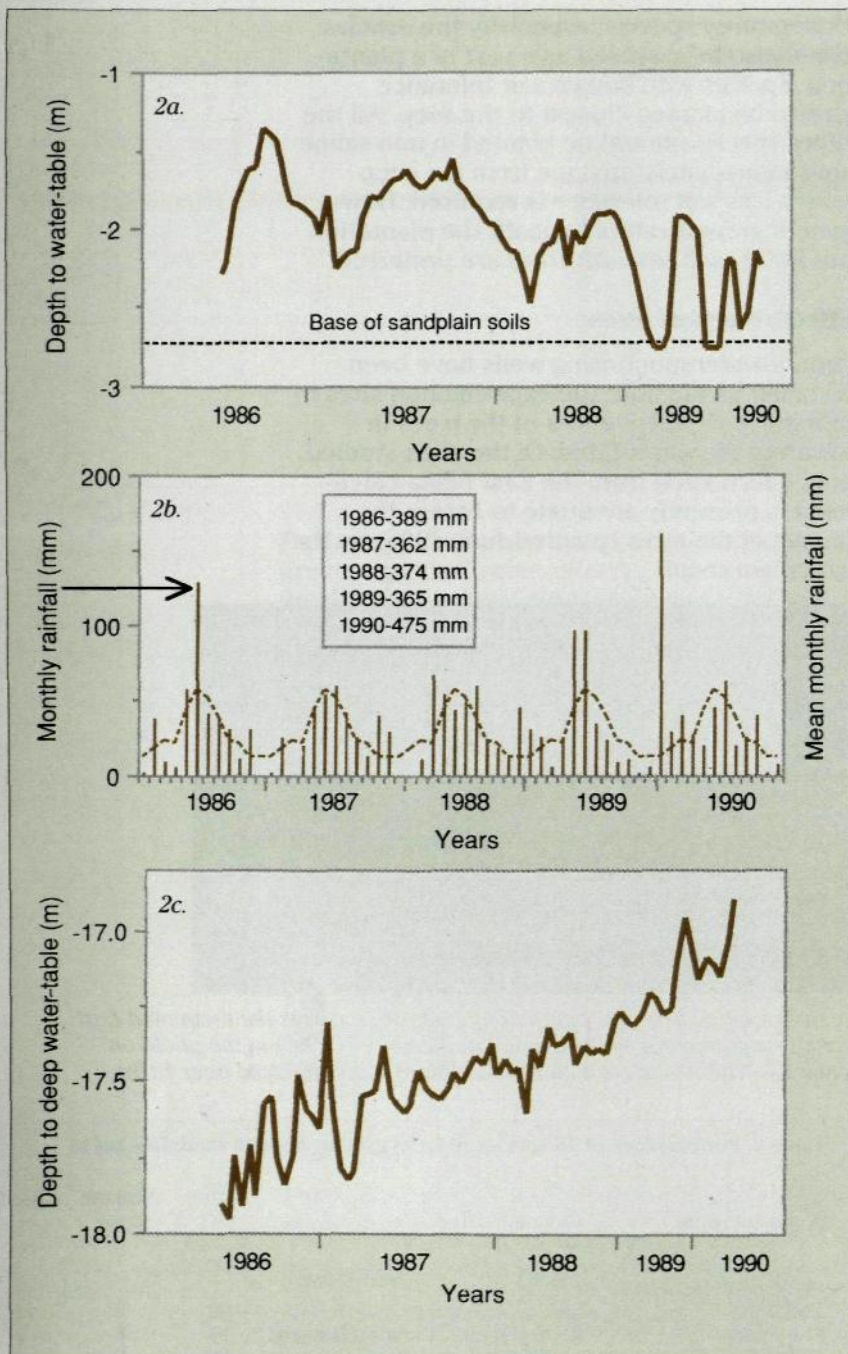 2a.
Depth to water-table (m)
-1
-2
-3
Base of sandplain soils
1986 1987 1988 1989 1990
Years
2b.
Monthly rainfall (mm)
Mean monthly rainfall (mm)
200
100
0
1986-389 mm
1987-362 mm
1988-374 mm
1989-365 mm
1990-475 mm
1986 1987 1988 1989 1990
Years
2c.
Depth to deep water-table (m)
-17.0
-17.5
-18.0
1986 1987 1988 1989 1990
Years